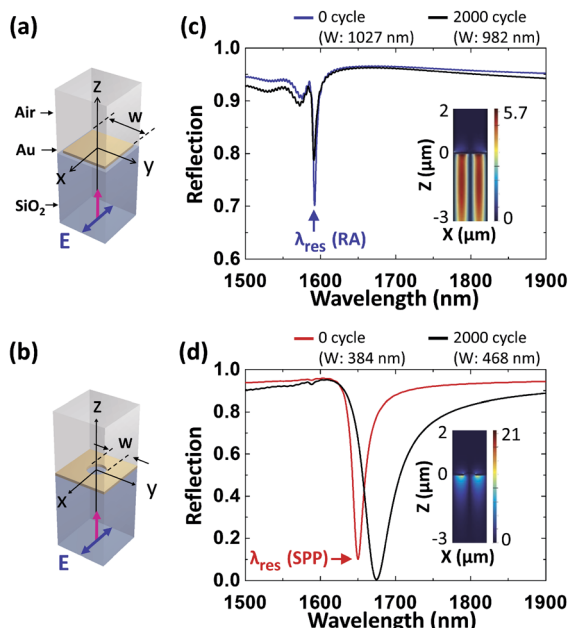 (a)
Z
W
Air
Au
X
y
SiO₂
E
(c)
0 cycle
(W: 1027 nm)
2000 cycle
(W: 982 nm)
1.0
0.9
0.8
0.7
0.6
Reflection
λres (RA)
2
Z (μm)
-3
X (μm)
5.7
0
1500 1600 1700 1800 1900
Wavelength (nm)
(b)
Z
W
X
y
E
(d)
0 cycle
(W: 384 nm)
2000 cycle
(W: 468 nm)
1.0
0.8
0.6
0.4
0.2
0.0
Reflection
λres (SPP)
2
Z (μm)
-3
X (μm)
21
0
1500 1600 1700 1800 1900
Wavelength (nm)